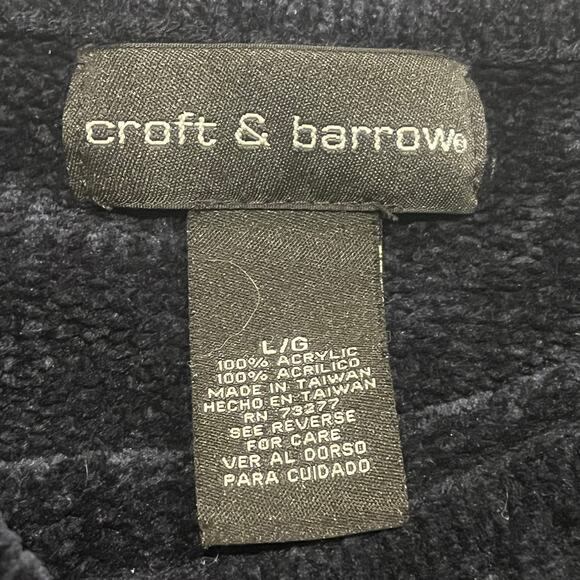 croft & barrow®
L/G
100% ACRYLIC
100% ACRILICO
MADE IN TAIWAN
HECHO EN TAIWAN
RN 73277
SEE REVERSE
FOR CARE
VER AL DORSO
PARA CUIDADO